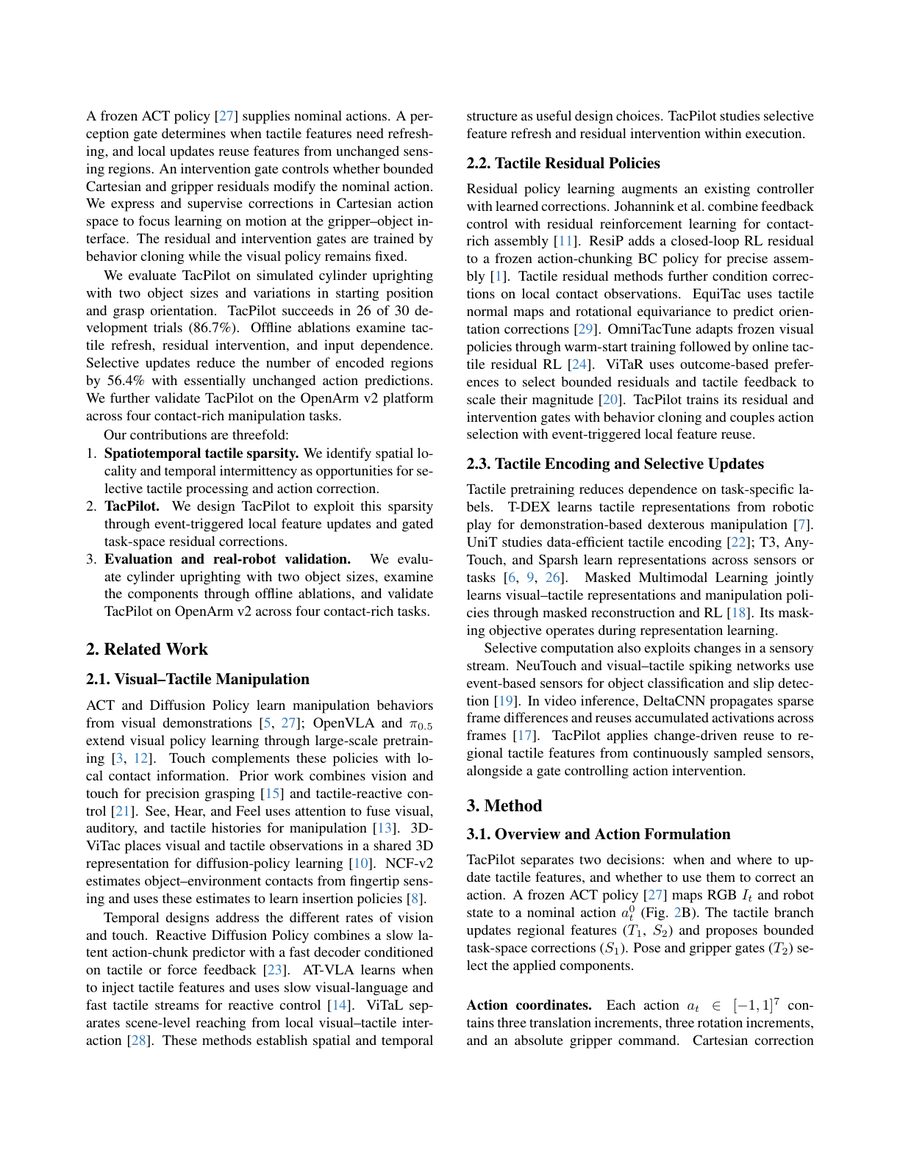 A frozen ACT policy [27] supplies nominal actions. A per-
ception gate determines when tactile features need refresh-
ing, and local updates reuse features from unchanged sens-
ing regions. An intervention gate controls whether bounded
Cartesian and gripper residuals modify the nominal action.
We express and supervise corrections in Cartesian action
space to focus learning on motion at the gripper–object in-
terface. The residual and intervention gates are trained by
behavior cloning while the visual policy remains fixed.
We evaluate TacPilot on simulated cylinder uprighting
with two object sizes and variations in starting position
and grasp orientation. TacPilot succeeds in 26 of 30 de-
velopment trials (86.7%). Offline ablations examine tac-
tile refresh, residual intervention, and input dependence.
Selective updates reduce the number of encoded regions
by 56.4% with essentially unchanged action predictions.
We further validate TacPilot on the OpenArm v2 platform
across four contact-rich manipulation tasks.
Our contributions are threefold:
1. Spatiotemporal tactile sparsity. We identify spatial lo-
cality and temporal intermittency as opportunities for se-
lective tactile processing and action correction.
2. TacPilot. We design TacPilot to exploit this sparsity
through event-triggered local feature updates and gated
task-space residual corrections.
3. Evaluation and real-robot validation. We evalu-
ate cylinder uprighting with two object sizes, examine
the components through offline ablations, and validate
TacPilot on OpenArm v2 across four contact-rich tasks.
2. Related Work
2.1. Visual–Tactile Manipulation
ACT and Diffusion Policy learn manipulation behaviors
from visual demonstrations [5, 27]; OpenVLA and π0.5
extend visual policy learning through large-scale pretrain-
ing [3, 12]. Touch complements these policies with lo-
cal contact information. Prior work combines vision and
touch for precision grasping [15] and tactile-reactive con-
trol [21]. See, Hear, and Feel uses attention to fuse visual,
auditory, and tactile histories for manipulation [13]. 3D-
ViTac places visual and tactile observations in a shared 3D
representation for diffusion-policy learning [10]. NCF-v2
estimates object–environment contacts from fingertip sens-
ing and uses these estimates to learn insertion policies [8].
Temporal designs address the different rates of vision
and touch. Reactive Diffusion Policy combines a slow la-
tent action-chunk predictor with a fast decoder conditioned
on tactile or force feedback [23]. AT-VLA learns when
to inject tactile features and uses slow visual-language and
fast tactile streams for reactive control [14]. ViTaL sep-
arates scene-level reaching from local visual–tactile inter-
action [28]. These methods establish spatial and temporal
structure as useful design choices. TacPilot studies selective
feature refresh and residual intervention within execution.
2.2. Tactile Residual Policies
Residual policy learning augments an existing controller
with learned corrections. Johannink et al. combine feedback
control with residual reinforcement learning for contact-
rich assembly [11]. ResiP adds a closed-loop RL residual
to a frozen action-chunking BC policy for precise assem-
bly [1]. Tactile residual methods further condition correc-
tions on local contact observations. EquiTac uses tactile
normal maps and rotational equivariance to predict orien-
tation corrections [29]. OmniTacTune adapts frozen visual
policies through warm-start training followed by online tac-
tile residual RL [24]. ViTaR uses outcome-based prefer-
ences to select bounded residuals and tactile feedback to
scale their magnitude [20]. TacPilot trains its residual and
intervention gates with behavior cloning and couples action
selection with event-triggered local feature reuse.
2.3. Tactile Encoding and Selective Updates
Tactile pretraining reduces dependence on task-specific la-
bels. T-DEX learns tactile representations from robotic
play for demonstration-based dexterous manipulation [7].
UniT studies data-efficient tactile encoding [22]; T3, Any-
Touch, and Sparsh learn representations across sensors or
tasks [6, 9, 26]. Masked Multimodal Learning jointly
learns visual–tactile representations and manipulation poli-
cies through masked reconstruction and RL [18]. Its mask-
ing objective operates during representation learning.
Selective computation also exploits changes in a sensory
stream. NeuTouch and visual–tactile spiking networks use
event-based sensors for object classification and slip detec-
tion [19]. In video inference, DeltaCNN propagates sparse
frame differences and reuses accumulated activations across
frames [17]. TacPilot applies change-driven reuse to re-
gional tactile features from continuously sampled sensors,
alongside a gate controlling action intervention.
3. Method
3.1. Overview and Action Formulation
TacPilot separates two decisions: when and where to up-
date tactile features, and whether to use them to correct an
action. A frozen ACT policy [27] maps RGB It and robot
state to a nominal action a0t (Fig. 2B). The tactile branch
updates regional features (T1, S2) and proposes bounded
task-space corrections (S1). Pose and gripper gates (T2) se-
lect the applied components.
Action coordinates. Each action at ∈ [−1, 1]7 con-
tains three translation increments, three rotation increments,
and an absolute gripper command. Cartesian correction